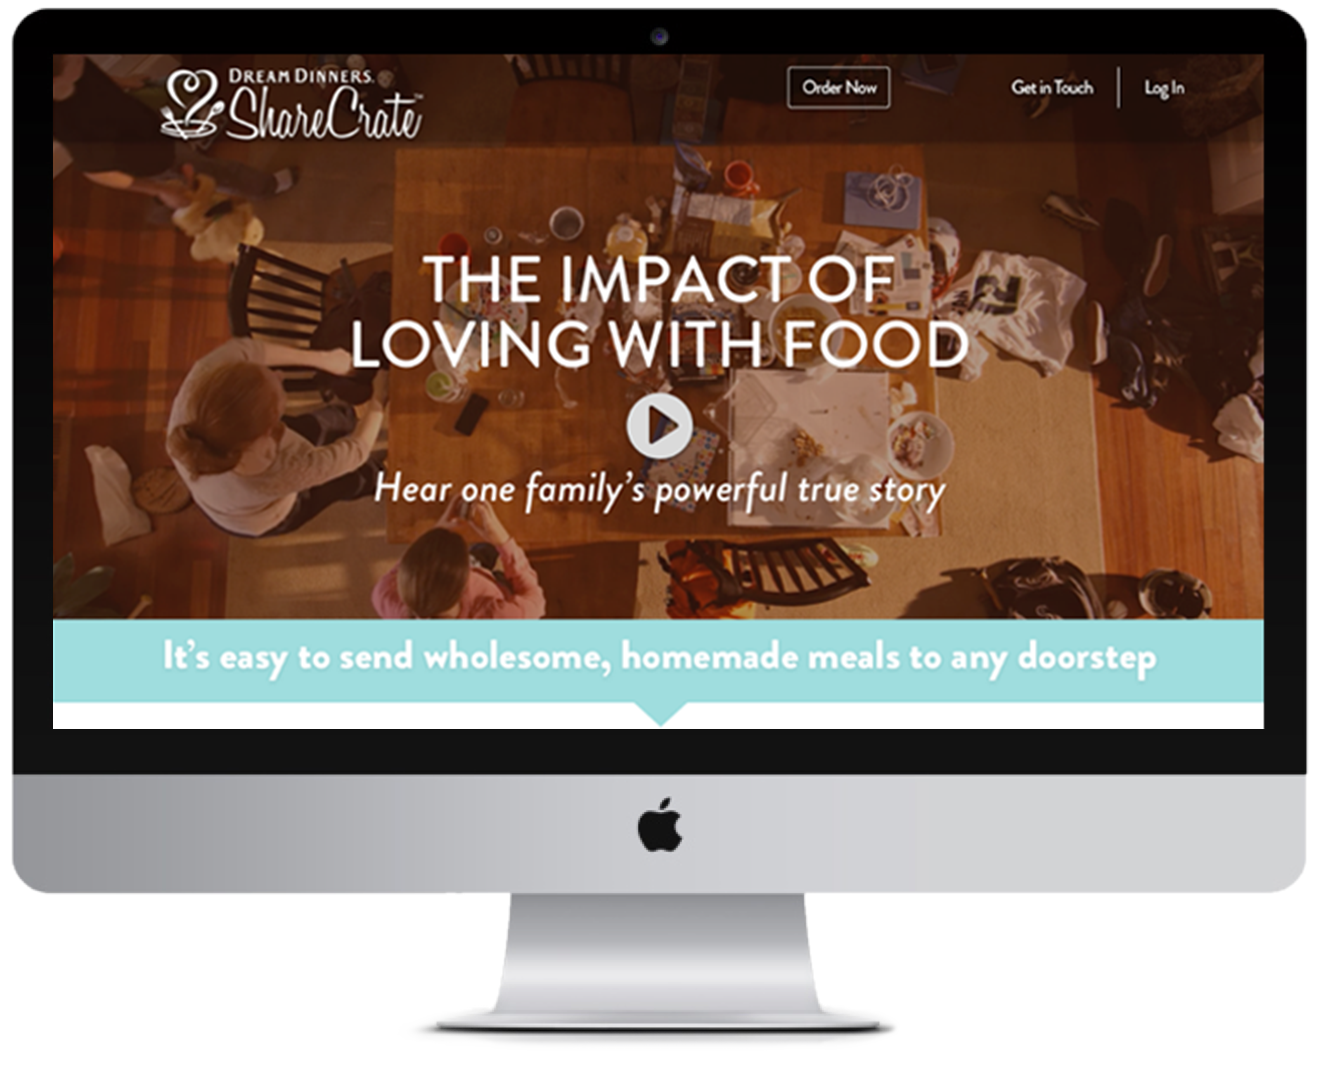 DREAM DINNERS.
ShareCrate™
Order Now
Get in Touch
Log In
THE IMPACT OF
LOVING WITH FOOD
Hear one family's powerful true story
It's easy to send wholesome, homemade meals to any doorstep